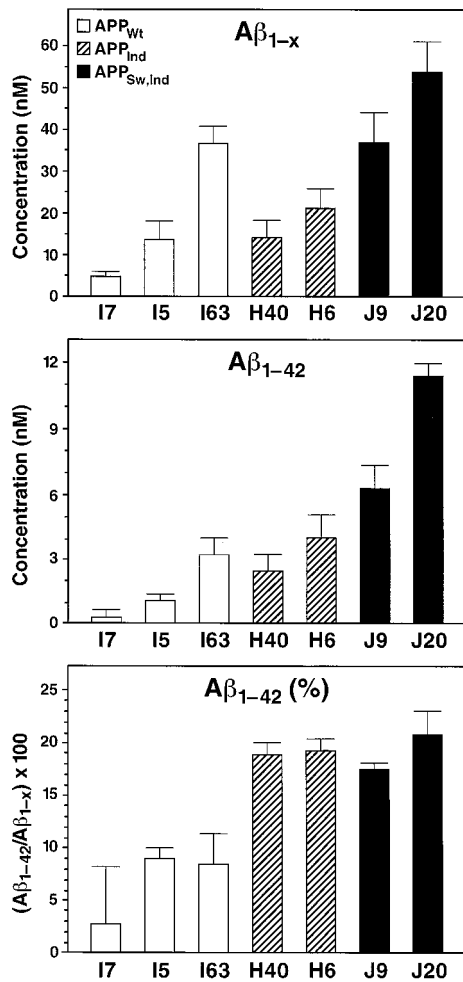 Aβ1–x
APPWt
APPInd
APPSw,Ind
Concentration (nM)
60
50
40
30
20
10
0
I7 I5 I63 H40 H6 J9 J20
Aβ1–42
Concentration (nM)
12
9
6
3
0
I7 I5 I63 H40 H6 J9 J20
Aβ1–42 (%)
(Aβ1–42/Aβ1–x) x 100
25
20
15
10
5
0
I7 I5 I63 H40 H6 J9 J20